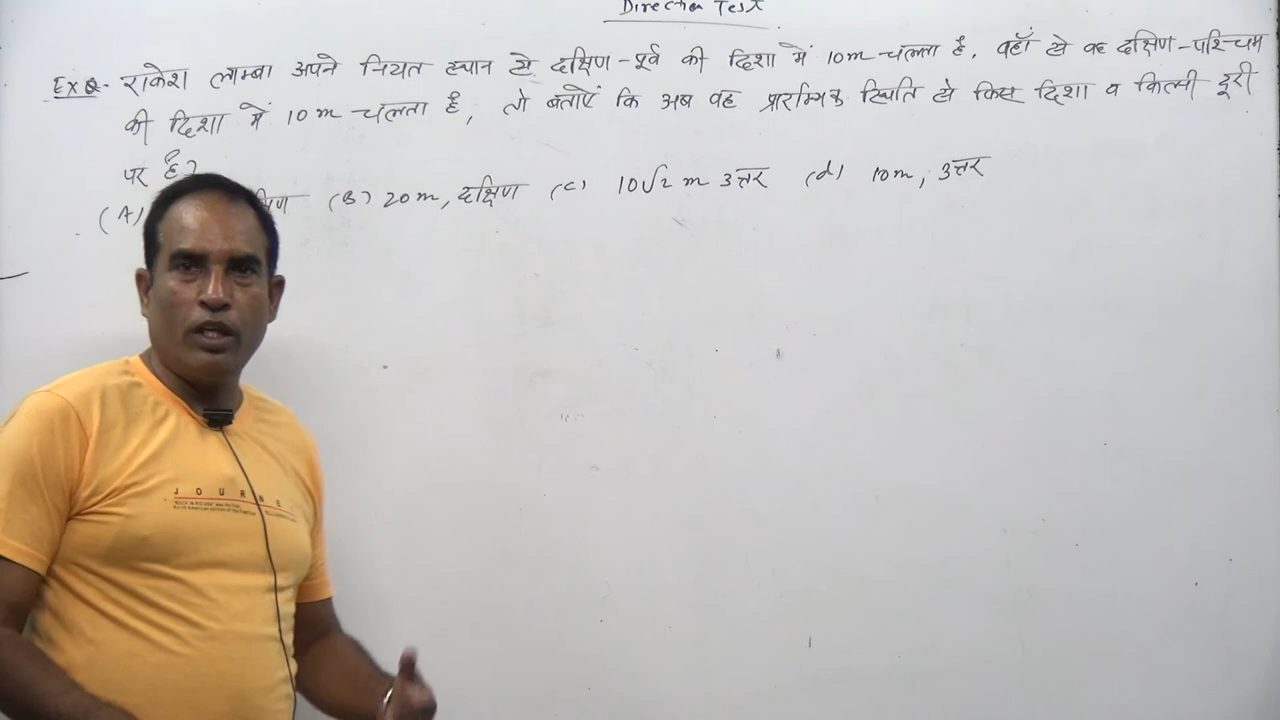 Direction Test
Ex Q- राकेश लाम्बा अपने नियत स्थान से दक्षिण-पूर्व की दिशा में 10m चलता है, वहाँ से वह दक्षिण-पश्चिम
की दिशा में 10m चलता है, तो बताएं कि अब वह प्रारम्भिक स्थिति से किस दिशा व कितनी दूरी
पर है?
(A) (B) 20m, दक्षिण (C) 10√2 m उत्तर (d) 10m, उत्तर
J O U R N E